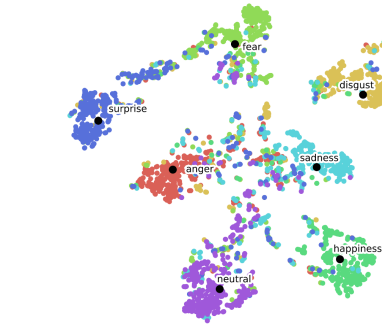 fear
disgust
surprise
sadness
anger
happiness
neutral